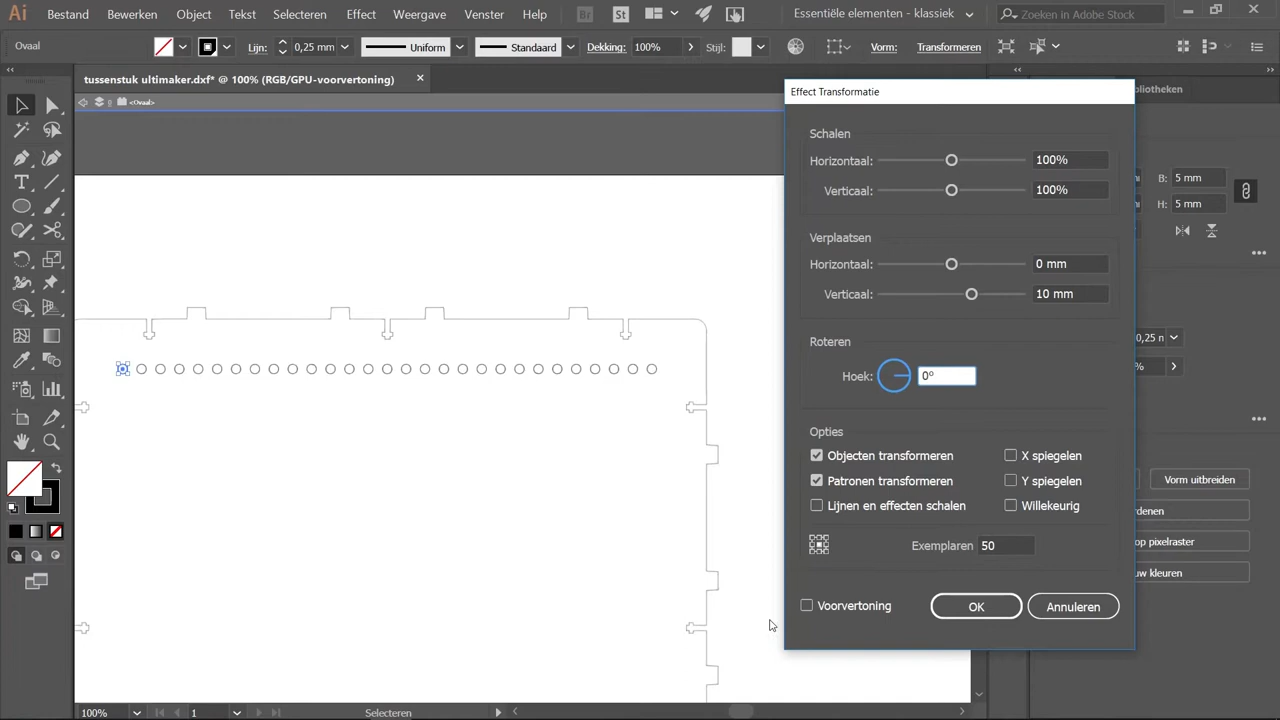 Ai Bestand Bewerken Object Tekst Selecteren Effect Weergave Venster Help Br St Essentiële elementen - klassiek Zoeken in Adobe Stock
Ovaal Lijn: 0,25 mm Uniform Standaard Dekking: 100% Stijl: Vorm: Transformeren
tussenstuk ultimaker.dxf* @ 100% (RGB/GPU-voorvertoning)
<Ovaal>
Effect Transformatie
bliotheken
Schalen
Horizontaal: 100%
Verticaal: 100%
B: 5 mm
H: 5 mm
Verplaatsen
Horizontaal: 0 mm
Verticaal: 10 mm
0,25 n
%
Roteren
Hoek: 0°
Opties
Objecten transformeren X spiegelen
Patronen transformeren Y spiegelen
Lijnen en effecten schalen Willekeurig
Vorm uitbreiden
rdenen
op pixelraster
uw kleuren
Exemplaren 50
Voorvertoning OK Annuleren
100% 1 Selecteren